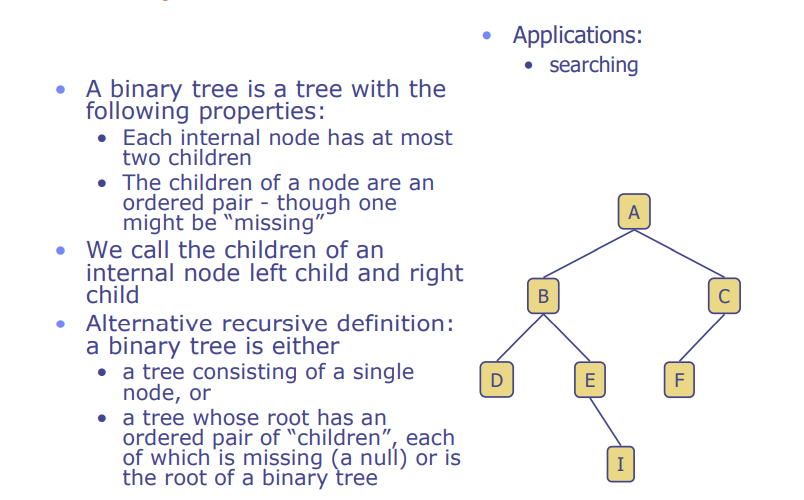 • A binary tree is a tree with the
following properties:
• Each internal node has at most
two children
• The children of a node are an
ordered pair - though one
might be “missing”
• We call the children of an
internal node left child and right
child
• Alternative recursive definition:
a binary tree is either
• a tree consisting of a single
node, or
• a tree whose root has an
ordered pair of “children”, each
of which is missing (a null) or is
the root of a binary tree
• Applications:
• searching
A
B C
D E F
I